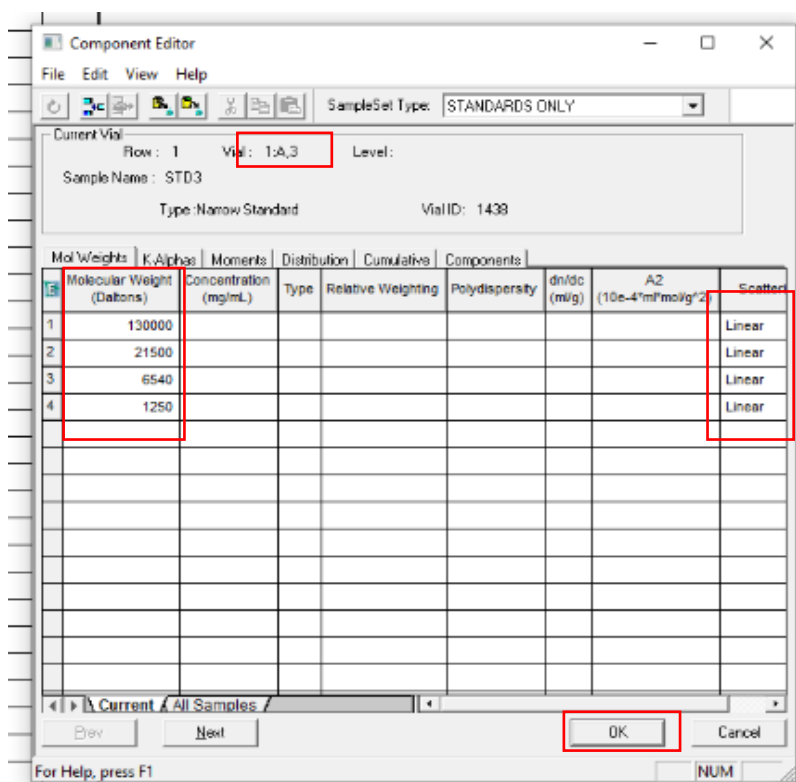 Component Editor
File Edit View Help
SampleSet Type: STANDARDS ONLY
Current Vial
Row : 1 Vial : 1:A,3 Level :
Sample Name : STD3
Type :Narrow Standard Vial ID: 1438
Mol Weights K-Alphas Moments Distribution Cumulative Components
Molecular Weight (Daltons) Concentration (mg/mL) Type Relative Weighting Polydispersity dn/dc (ml/g) A2 (10e-4*ml*mol/g^2) Scatteri
1 130000 Linear
2 21500 Linear
3 6540 Linear
4 1250 Linear
Current All Samples
Prev Next OK Cancel
For Help, press F1 NUM